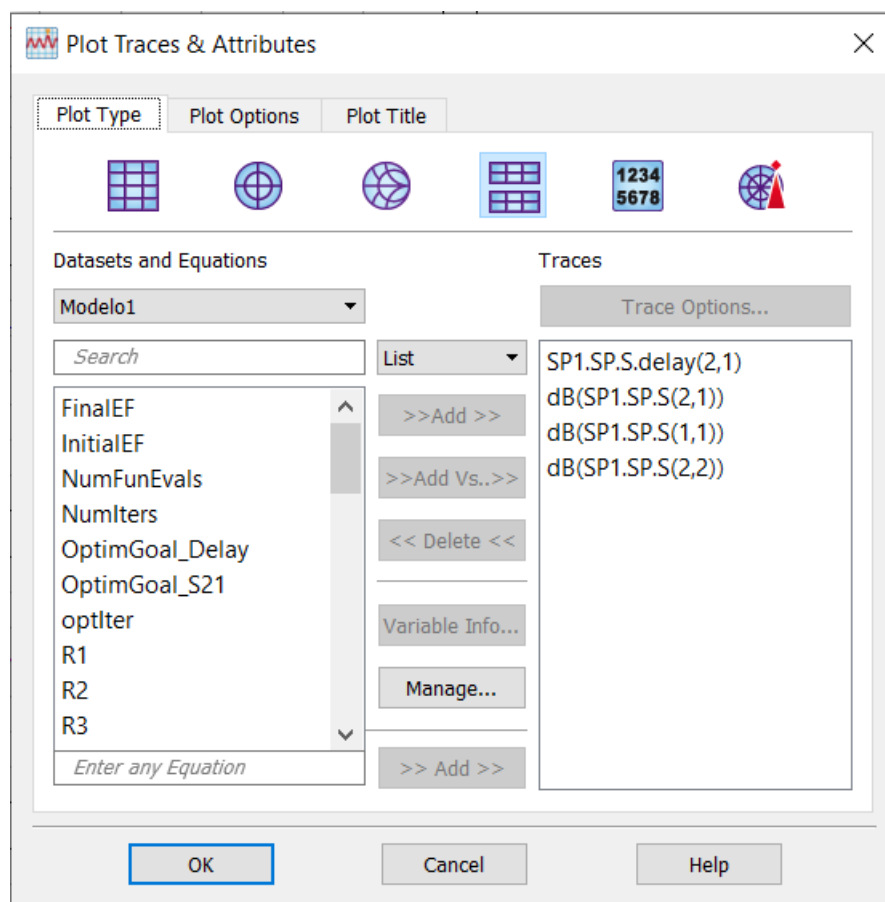 Plot Traces & Attributes
Plot Type
Plot Options
Plot Title
1234
5678
Datasets and Equations
Traces
Modelo1
Trace Options...
Search
List
FinalEF
InitialEF
NumFunEvals
NumIters
OptimGoal_Delay
OptimGoal_S21
optIter
R1
R2
R3
Enter any Equation
>>Add >>
>>Add Vs..>>
<< Delete <<
Variable Info...
Manage...
>> Add >>
SP1.SP.S.delay(2,1)
dB(SP1.SP.S(2,1))
dB(SP1.SP.S(1,1))
dB(SP1.SP.S(2,2))
OK
Cancel
Help